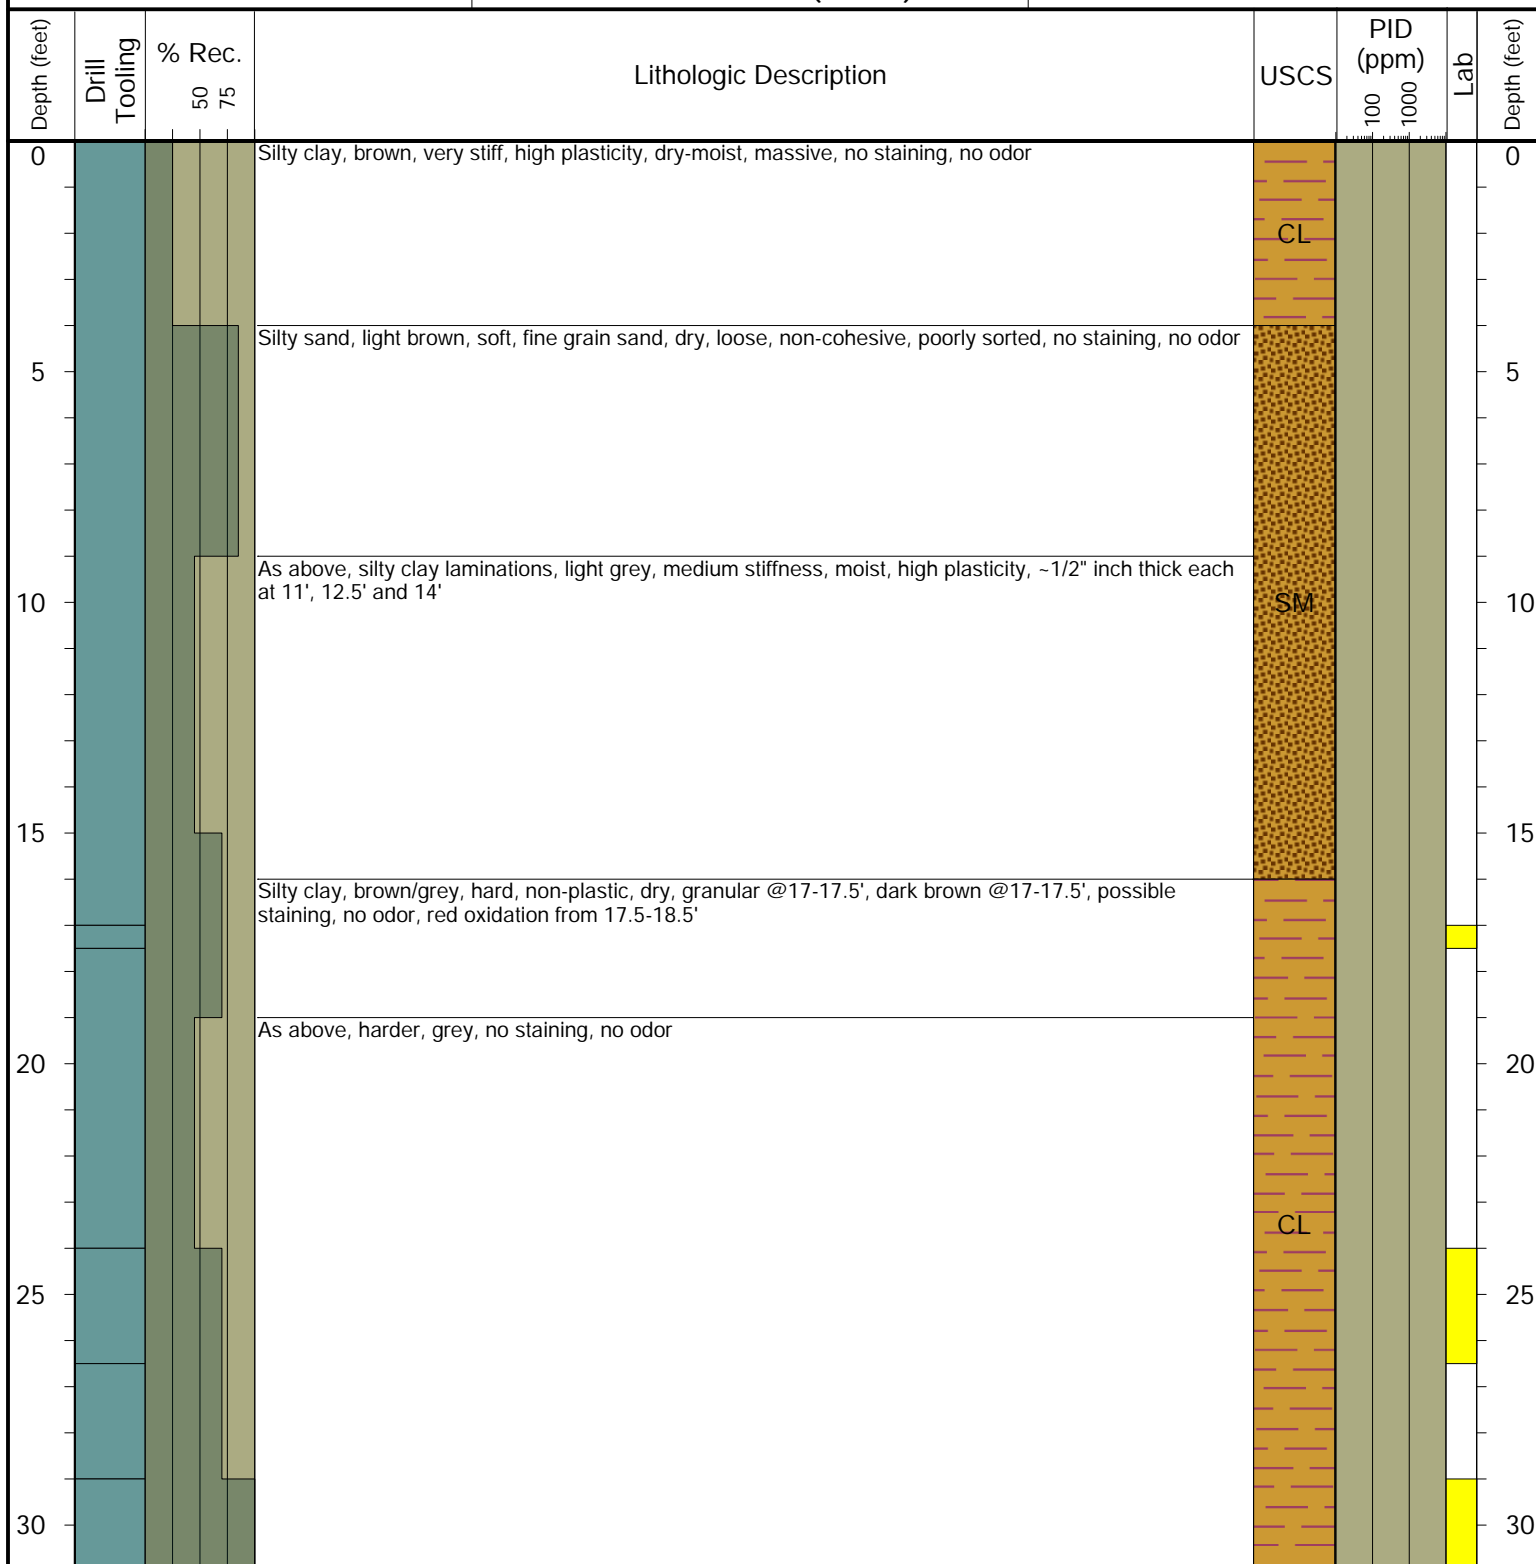 Depth (feet)
Drill
Tooling
% Rec.
50
75
Lithologic Description
USCS
PID
(ppm)
100
1000
Lab
Depth (feet)
0
Silty clay, brown, very stiff, high plasticity, dry-moist, massive, no staining, no odor
0
CL
Silty sand, light brown, soft, fine grain sand, dry, loose, non-cohesive, poorly sorted, no staining, no odor
5
5
As above, silty clay laminations, light grey, medium stiffness, moist, high plasticity, ~1/2" inch thick each
at 11', 12.5' and 14'
10
SM
10
15
15
Silty clay, brown/grey, hard, non-plastic, dry, granular @17-17.5', dark brown @17-17.5', possible
staining, no odor, red oxidation from 17.5-18.5'
As above, harder, grey, no staining, no odor
20
20
CL
25
25
30
30